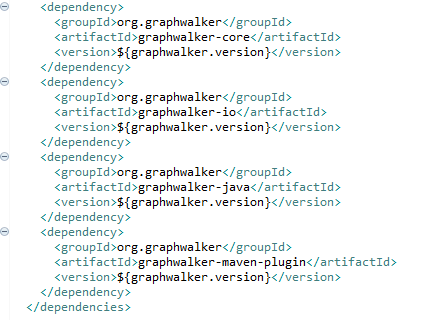 <dependency>
<groupId>org.graphwalker</groupId>
<artifactId>graphwalker-core</artifactId>
<version>${graphwalker.version}</version>
</dependency>
<dependency>
<groupId>org.graphwalker</groupId>
<artifactId>graphwalker-io</artifactId>
<version>${graphwalker.version}</version>
</dependency>
<dependency>
<groupId>org.graphwalker</groupId>
<artifactId>graphwalker-java</artifactId>
<version>${graphwalker.version}</version>
</dependency>
<dependency>
<groupId>org.graphwalker</groupId>
<artifactId>graphwalker-maven-plugin</artifactId>
<version>${graphwalker.version}</version>
</dependency>
</dependencies>